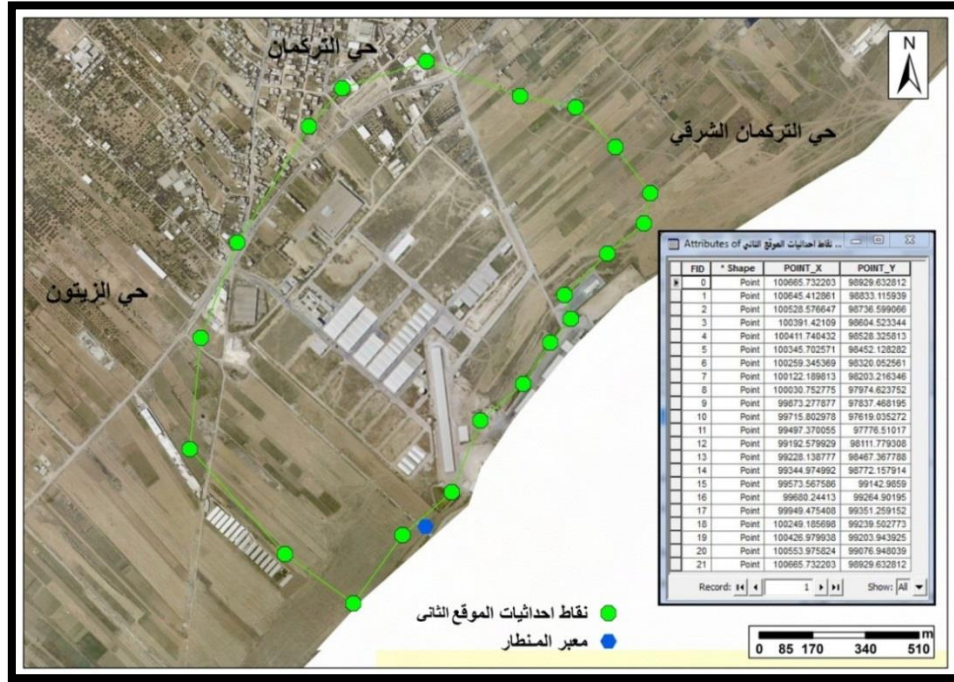 حي التركمان
N
حي التركمان الشرقي
حي الزيتون
Attributes of نقاط احداثيات الموقع الثاني ..
FID * Shape POINT_X POINT_Y
0 Point 100665.732203 98929.632812
1 Point 100645.412861 98833.115939
2 Point 100528.576647 98736.599066
3 Point 100391.42109 98604.523344
4 Point 100411.740432 98528.325813
5 Point 100345.702571 98452.128282
6 Point 100259.345369 98320.052561
7 Point 100122.189813 98203.216346
8 Point 100030.752775 97974.623752
9 Point 99873.277877 97837.468195
10 Point 99715.802978 97619.035272
11 Point 99497.370055 97776.51017
12 Point 99192.579929 98111.779308
13 Point 99228.138777 98467.367788
14 Point 99344.974992 98772.157914
15 Point 99573.567586 99142.9859
16 Point 99680.24413 99264.90195
17 Point 99949.475408 99351.259152
18 Point 100249.185698 99239.502773
19 Point 100426.979938 99203.943925
20 Point 100553.975824 99076.948039
21 Point 100665.732203 98929.632812
Record: 1 Show: All
نقاط احداثيات الموقع الثاني
معبر المنطار
m
0 85 170 340 510